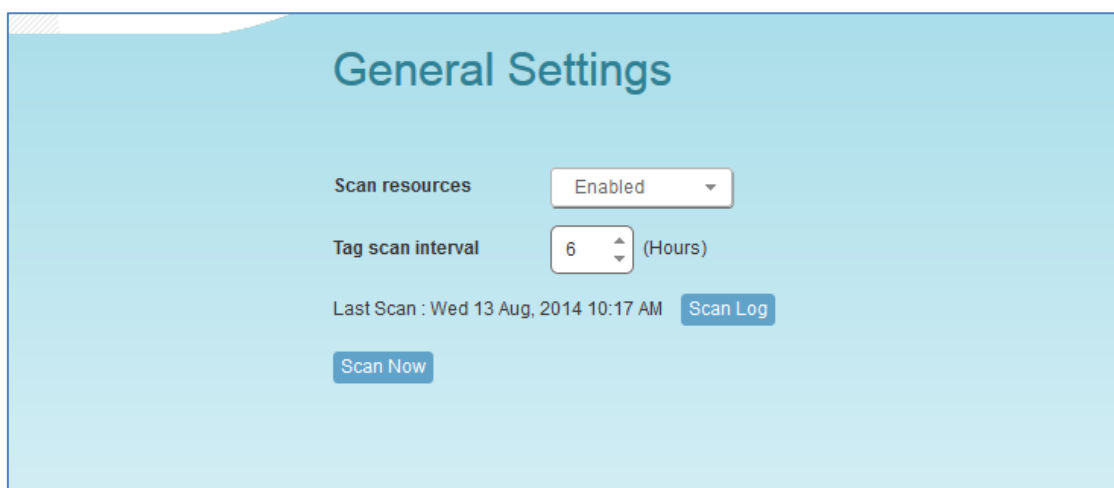 General Settings
Scan resources Enabled
Tag scan interval 6 (Hours)
Last Scan : Wed 13 Aug, 2014 10:17 AM Scan Log
Scan Now